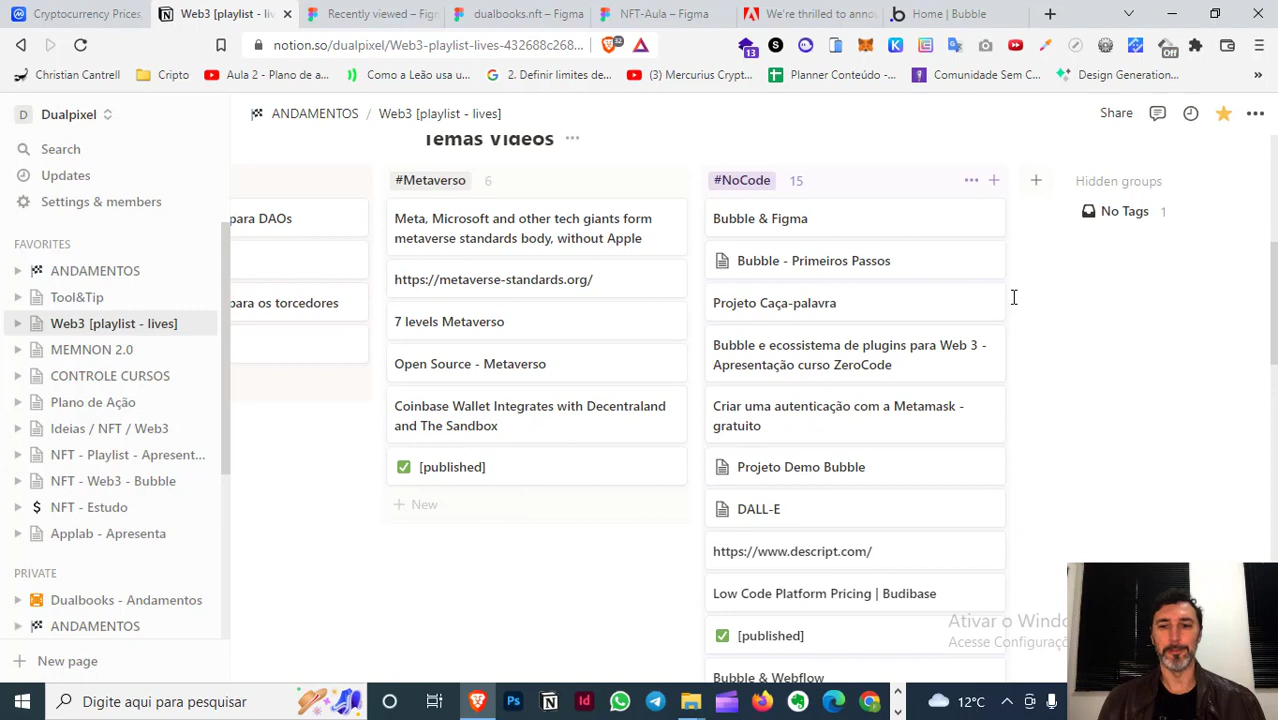 Cryptocurrency Prices
Web3 [playlist - liv
Recently viewed – Figm
dualbooks.nft – Figma
NFT-Aula – Figma
We're thrilled to anno
Home | Bubble
notion.so/dualpixel/Web3-playlist-lives-432688c268...
32
13
Off
ChristianCantrell
Cripto
Aula 2 - Plano de a...
Como a Leão usa u...
2. Definir limites de...
(3) Mercurius Crypt...
Planner Conteúdo -...
Comunidade Sem C...
Design Generation...
D Dualpixel
ANDAMENTOS / Web3 [playlist - lives]
Share
Search
Updates
Settings & members
FAVORITES
ANDAMENTOS
Tool&Tip
Web3 [playlist - lives]
MEMNON 2.0
CONTROLE CURSOS
Plano de Ação
Ideias / NFT / Web3
NFT - Playlist - Apresent...
NFT - Web3 - Bubble
NFT - Estudo
Applab - Apresenta
PRIVATE
Dualbooks - Andamentos
ANDAMENTOS
New page
Temas Vídeos
para DAOs
para os torcedores
#Metaverso 6
Meta, Microsoft and other tech giants form
metaverse standards body, without Apple
https://metaverse-standards.org/
7 levels Metaverso
Open Source - Metaverso
Coinbase Wallet Integrates with Decentraland
and The Sandbox
[published]
New
#NoCode 15
Bubble & Figma
Bubble - Primeiros Passos
Projeto Caça-palavra
Bubble e ecossistema de plugins para Web 3 -
Apresentação curso ZeroCode
Criar uma autenticação com a Metamask -
gratuito
Projeto Demo Bubble
DALL-E
https://www.descript.com/
Low Code Platform Pricing | Budibase
[published]
Bubble & Webflow
Hidden groups
No Tags 1
Ativar o Windo
Acesse Configuraç
Digite aqui para pesquisar
12°C